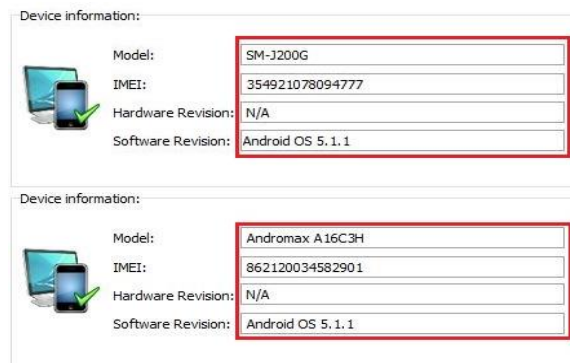 Device information:
Model: SM-J200G
IMEI: 354921078094777
Hardware Revision: N/A
Software Revision: Android OS 5.1.1
Device information:
Model: Andromax A16C3H
IMEI: 862120034582901
Hardware Revision: N/A
Software Revision: Android OS 5.1.1